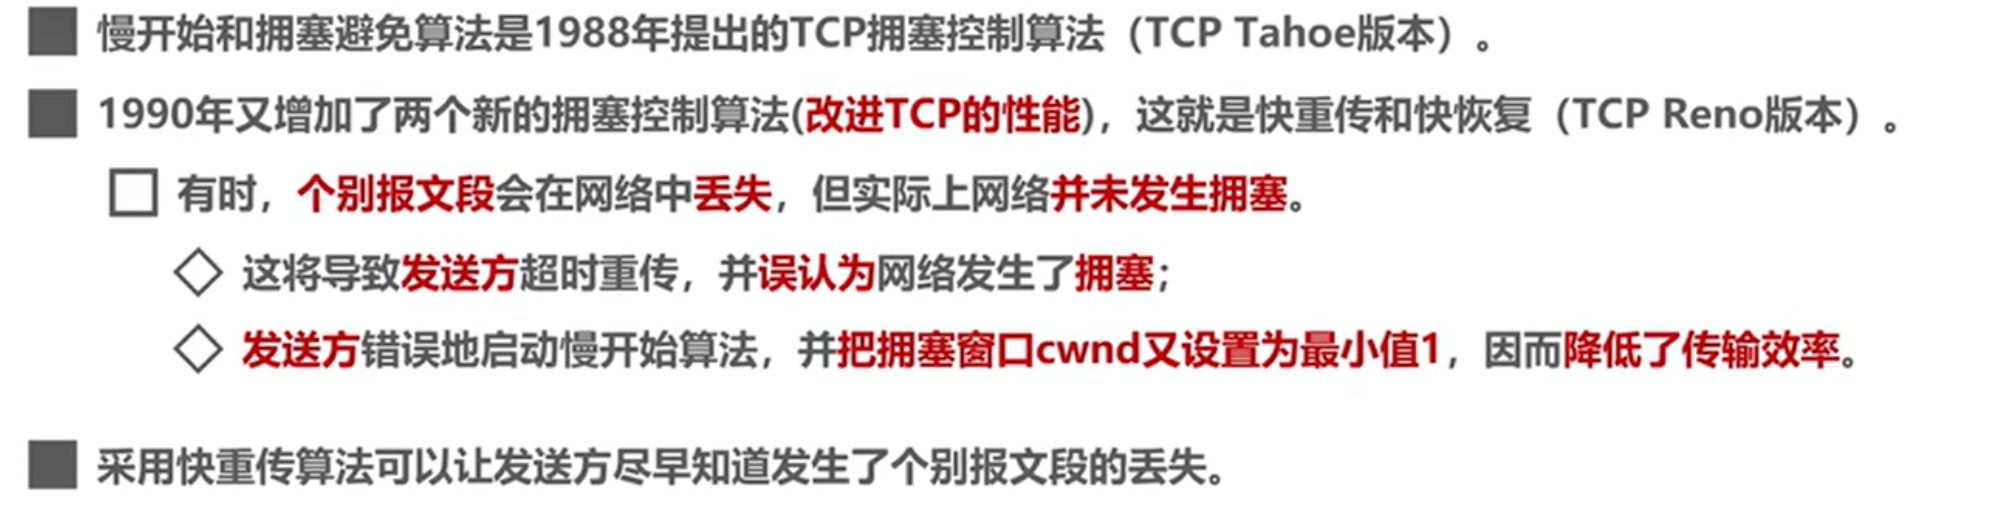 慢开始和拥塞避免算法是1988年提出的TCP拥塞控制算法（TCP Tahoe版本）。
1990年又增加了两个新的拥塞控制算法(改进TCP的性能)，这就是快重传和快恢复（TCP Reno版本）。
有时，个别报文段会在网络中丢失，但实际上网络并未发生拥塞。
这将导致发送方超时重传，并误认为网络发生了拥塞；
发送方错误地启动慢开始算法，并把拥塞窗口cwnd又设置为最小值1，因而降低了传输效率。
采用快重传算法可以让发送方尽早知道发生了个别报文段的丢失。